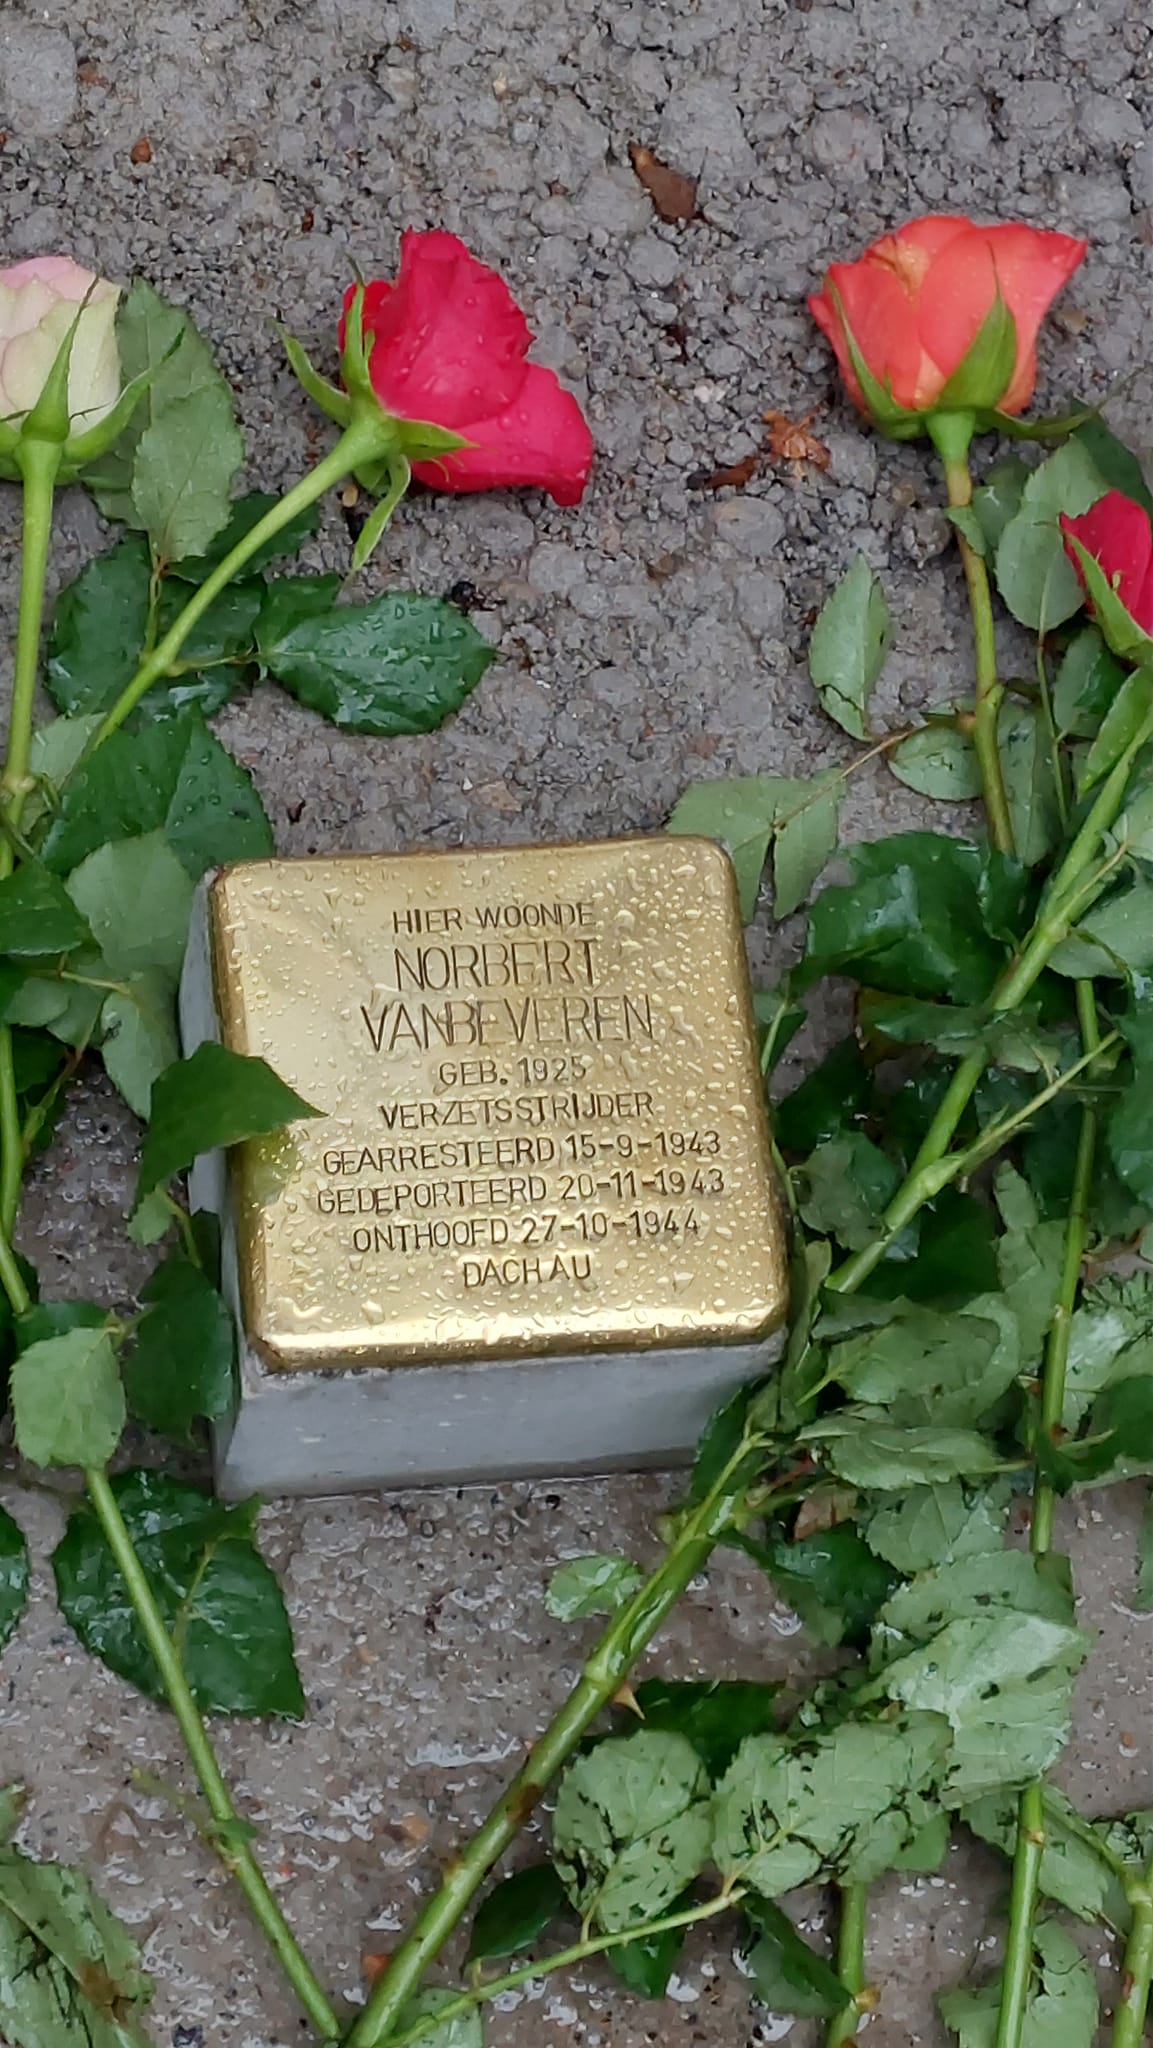 HIER WOONDE
NORBERT
VANBEVEREN
GEB. 1925
VERZETSSTRIJDER
GEARRESTEERD 15-9-1943
GEDEPORTEERD 20-11-1943
ONTHOOFD 27-10-1944
DACHAU